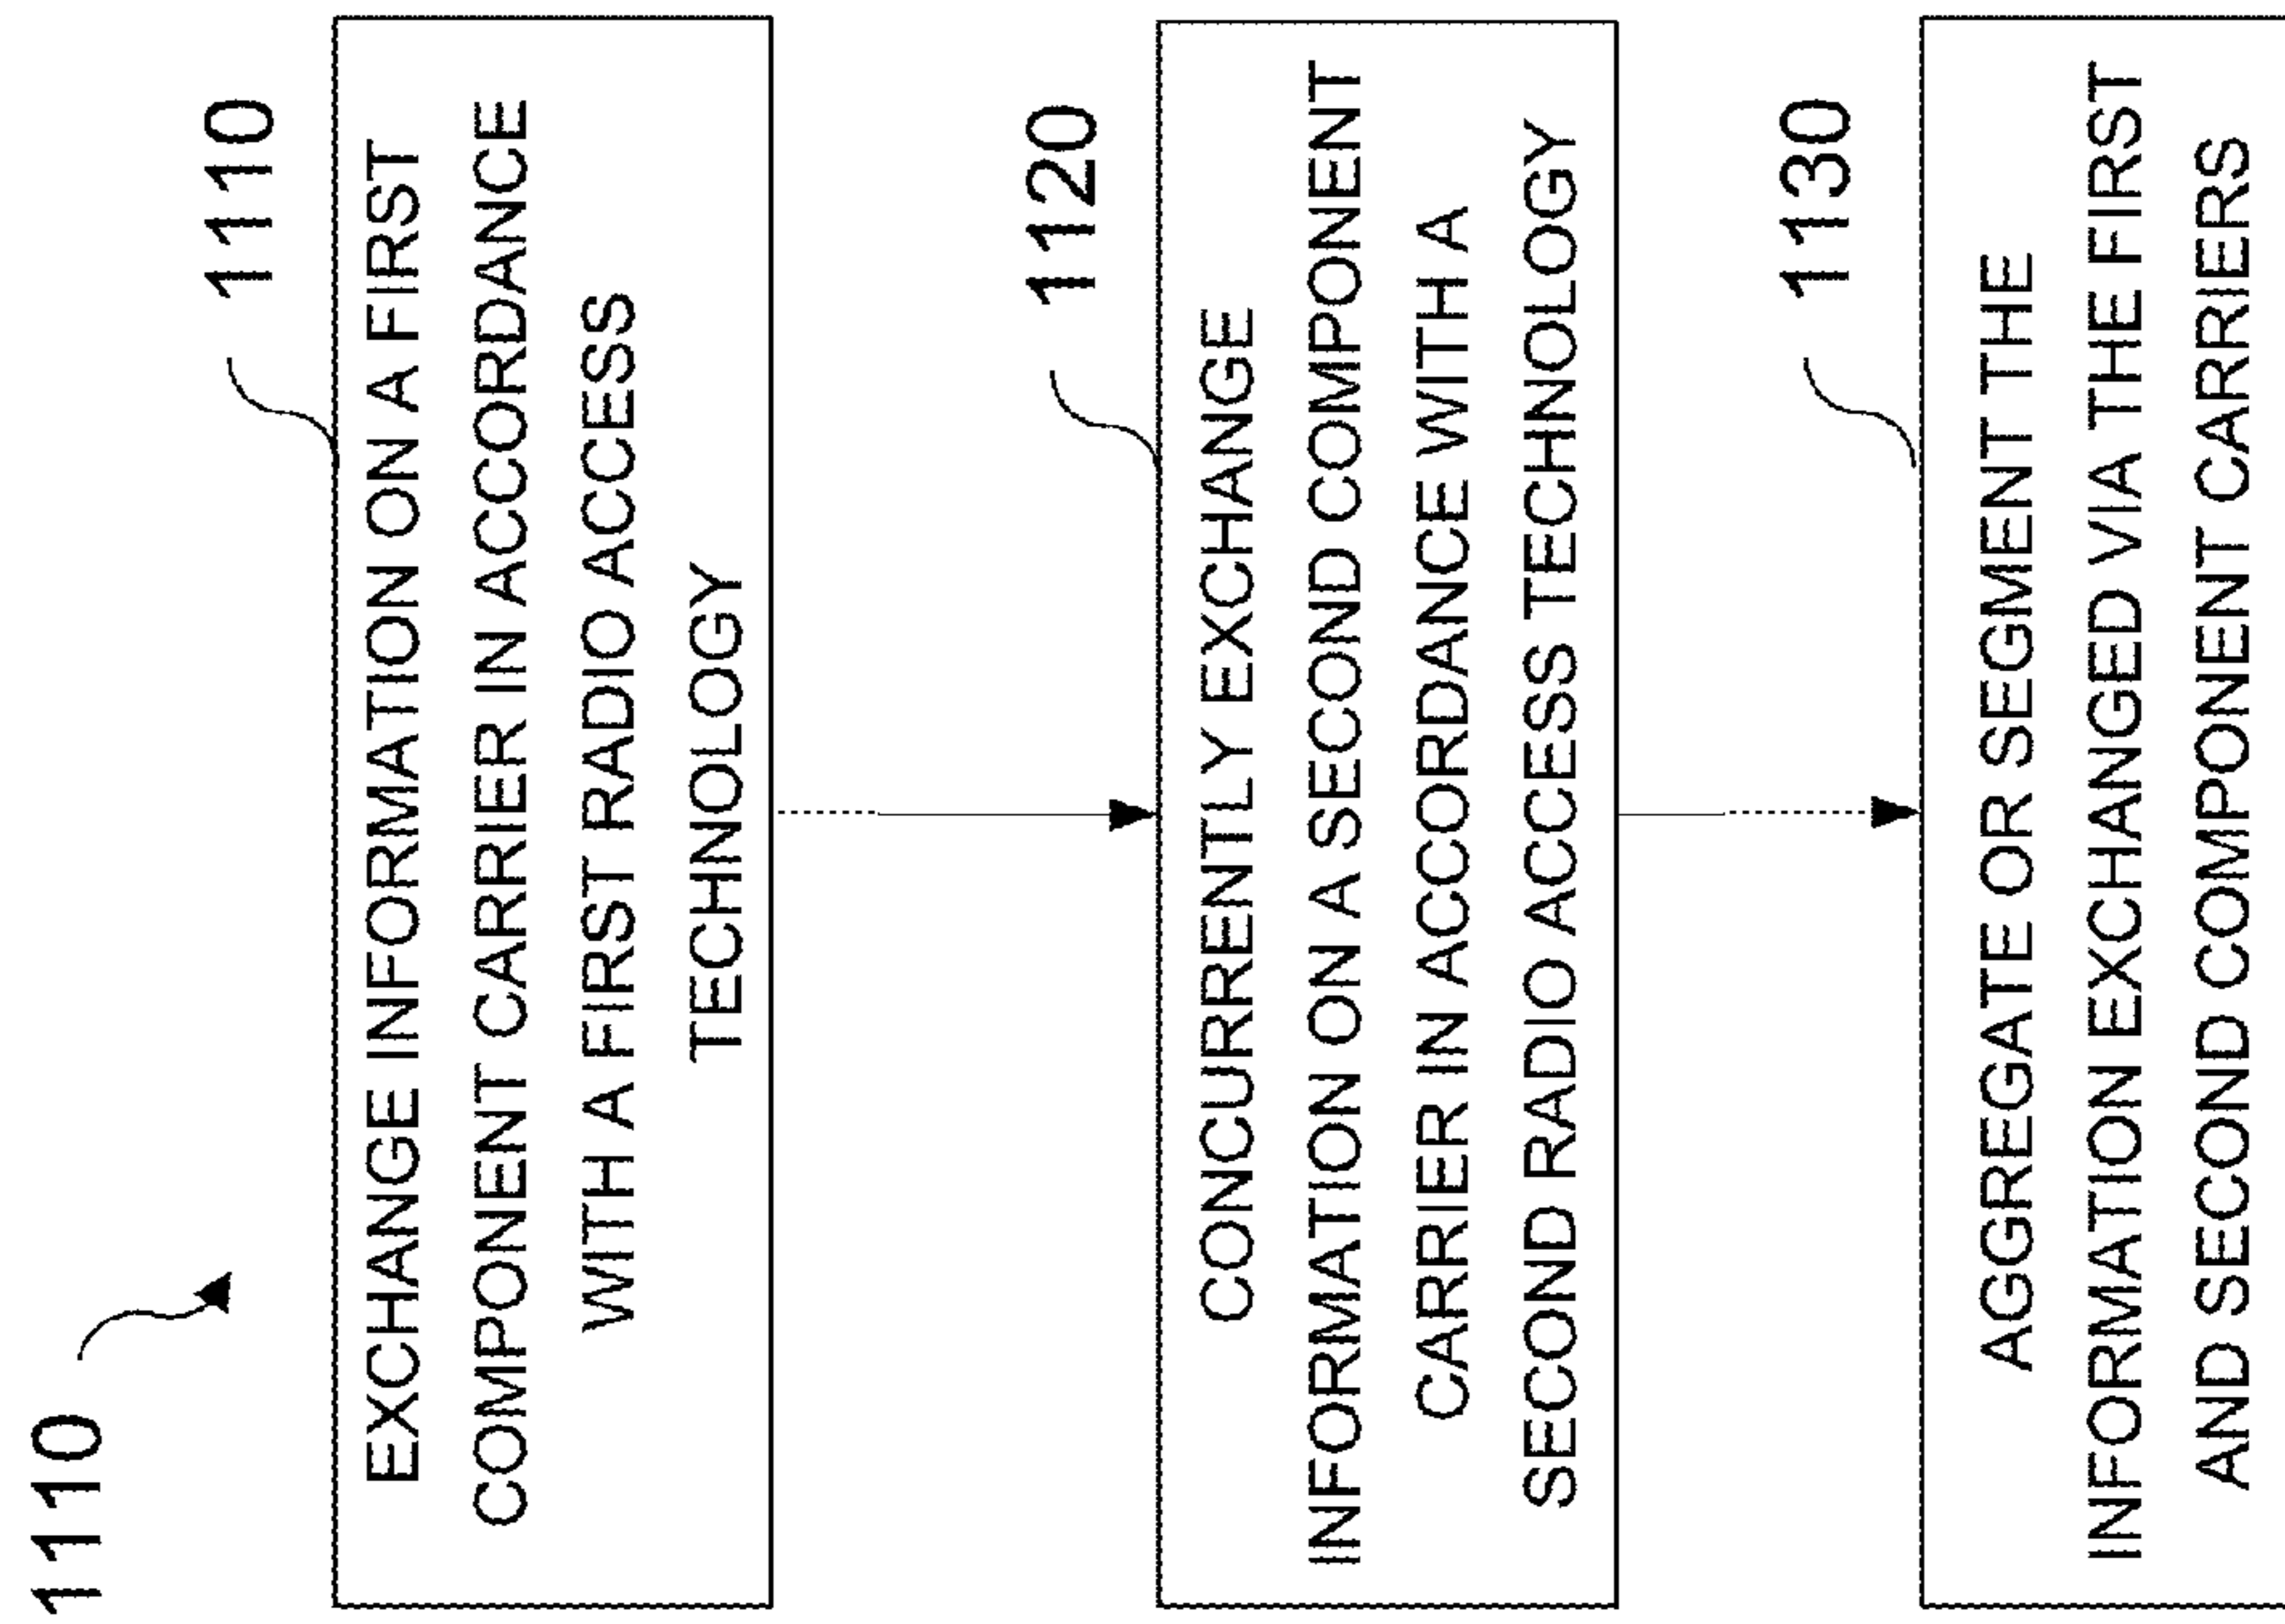 1110
1110
EXCHANGE INFORMATION ON A FIRST
COMPONENT CARRIER IN ACCORDANCE
WITH A FIRST RADIO ACCESS
TECHNOLOGY
1120
CONCURRENTLY EXCHANGE
INFORMATION ON A SECOND COMPONENT
CARRIER IN ACCORDANCE WITH A
SECOND RADIO ACCESS TECHNOLOGY
1130
AGGREGATE OR SEGMENT THE
INFORMATION EXCHANGED VIA THE FIRST
AND SECOND COMPONENT CARRIERS